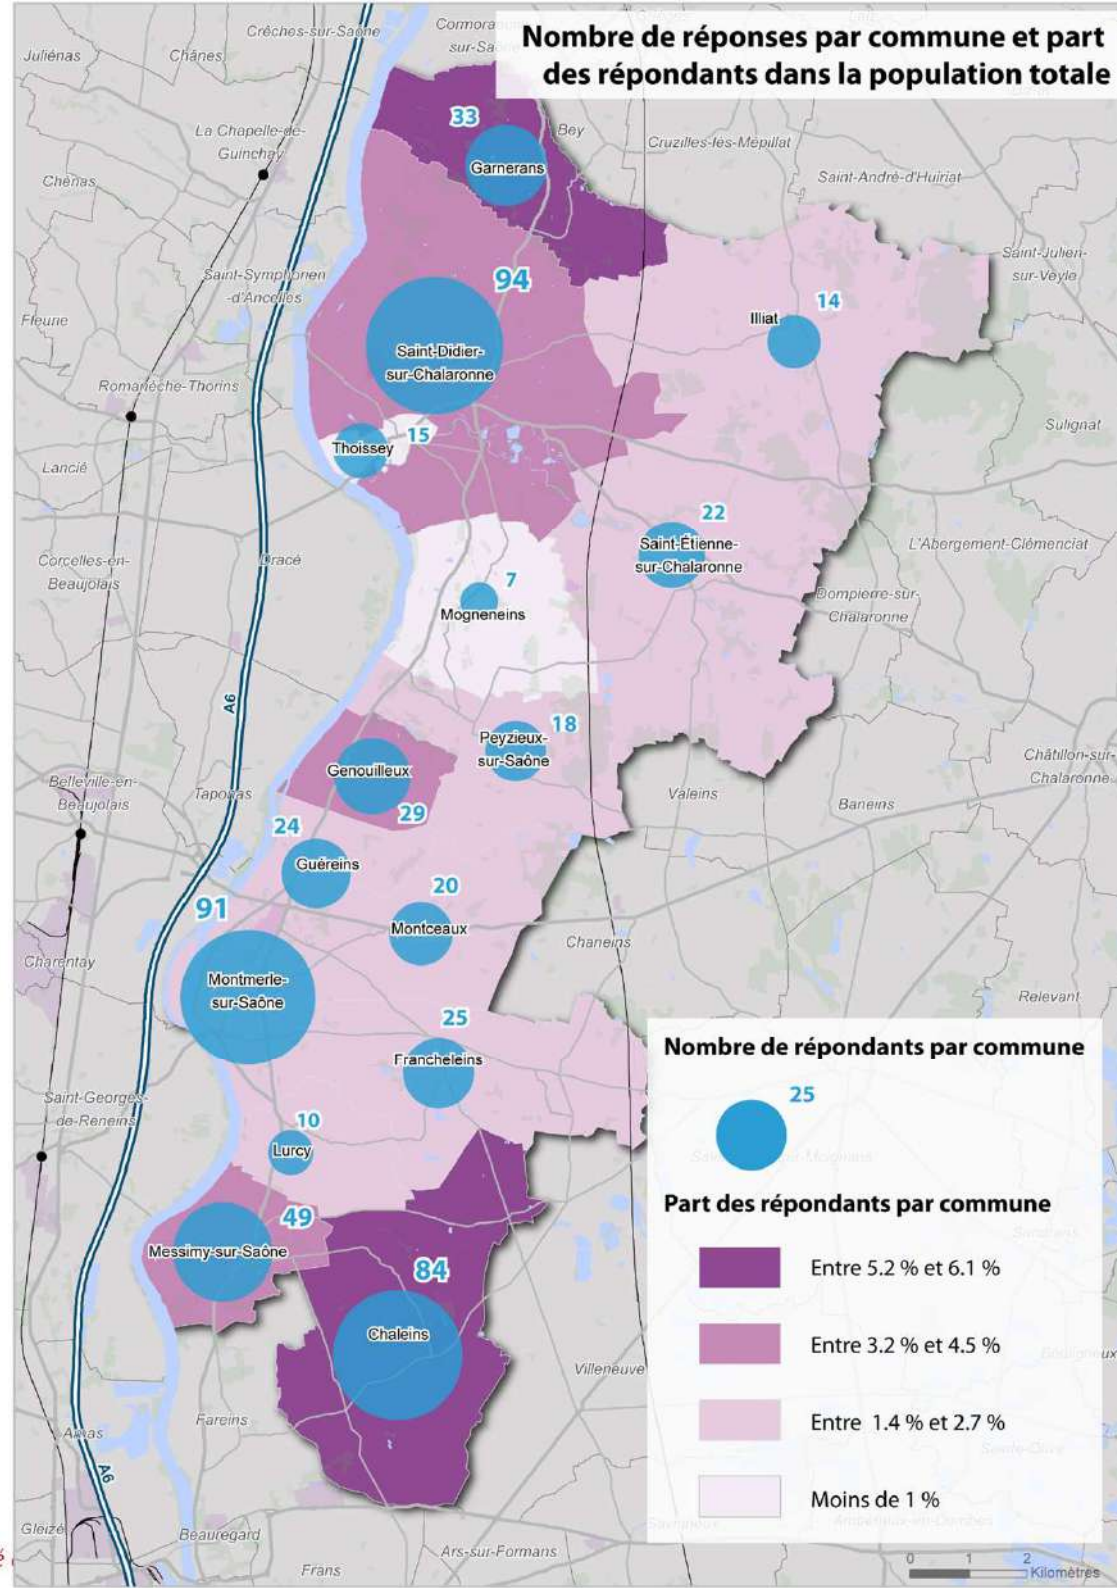 Nombre de réponses par commune et part
des répondants dans la population totale
Crêches-sur-Saône
Juliénas
Chânes
La Chapelle-de-
Guinchay
Chénas
33
Garnerans
Bey
Cruzilles-lès-Mépillat
Saint-André-d'Huiriat
Saint-Julien-
sur-Veyle
Saint-Symphorien
-d'Ancelles
Fleurie
94
Saint-Didier-
sur-Chalaronne
14
Illiat
Romanèche-Thorins
15
Thoissey
Sulignat
Lancié
22
Saint-Étienne-
sur-Chalaronne
L'Abergement-Clémenciat
Corcelles-en-
Beaujolais
Dracé
7
Mogneneins
Dompierre-sur-
Chalaronne
A6
18
Peyzieux-
sur-Saône
Genouilleux
29
Châtillon-sur-
Chalaronne
Belleville-en-
Beaujolais
Taponas
Valeins
Baneins
24
Guéreins
20
Montceaux
91
Montmerle-
sur-Saône
Chaneins
Charentay
Relevant
25
Francheleins
Saint-Georges-
de-Reneins
10
Lurcy
49
Messimy-sur-Saône
84
Chaleins
Villeneuve
Fareins
Arnas
A6
Gleizé
Beauregard
Frans
Ars-sur-Formans
Nombre de répondants par commune
25
Part des répondants par commune
Entre 5.2 % et 6.1 %
Entre 3.2 % et 4.5 %
Entre 1.4 % et 2.7 %
Moins de 1 %
0 1 2
Kilomètres